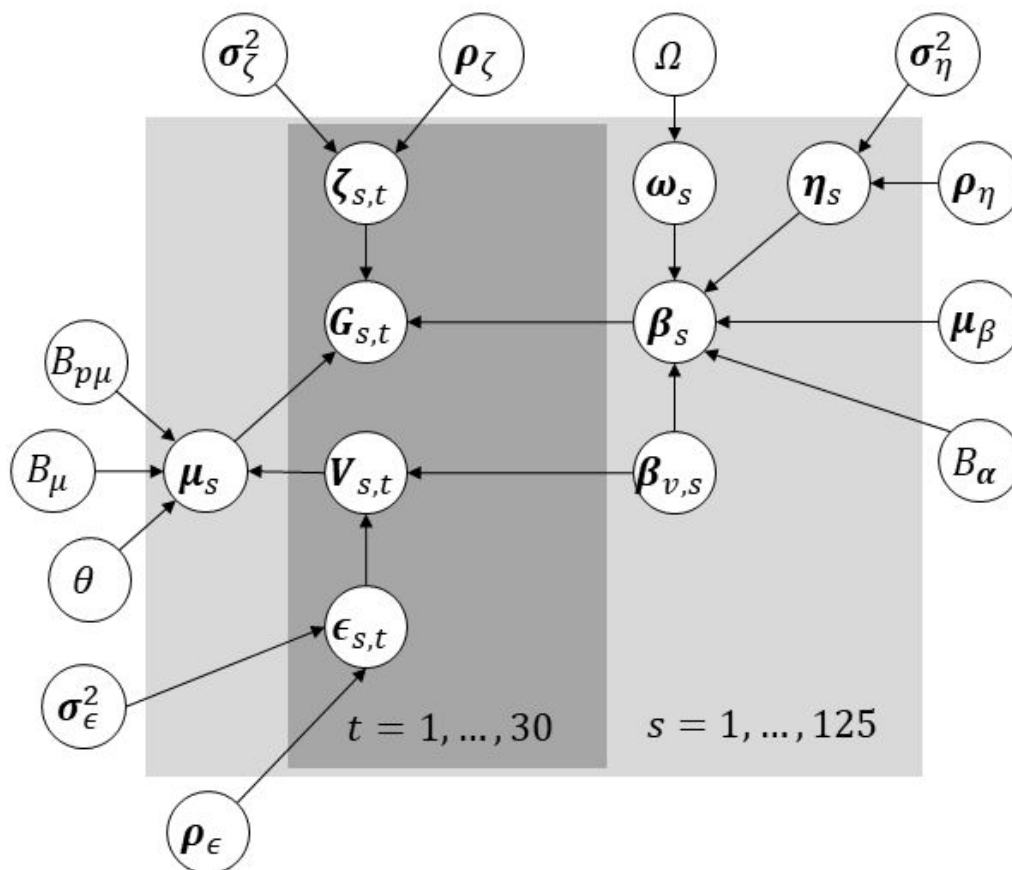 σ²_ζ ρ_ζ Ω σ²_η
ζ_{s,t} ω_s η_s ρ_η
G_{s,t} β_s μ_β
B_{pμ}
B_μ μ_s V_{s,t} β_{v,s} B_α
θ
ϵ_{s,t}
σ²_ϵ t = 1, …, 30 s = 1, …, 125
ρ_ϵ